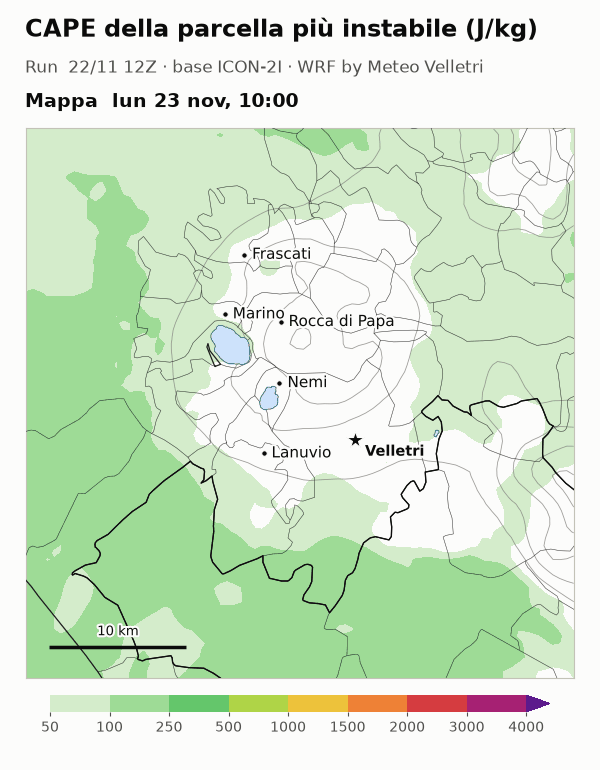 CAPE della parcella più instabile (J/kg)
Run  22/11 12Z · base ICON-2I · WRF by Meteo Velletri
Mappa  lun 23 nov, 10:00
Frascati
Marino
Rocca di Papa
Nemi
Velletri
Lanuvio
10 km
50 100 250 500 1000 1500 2000 3000 4000